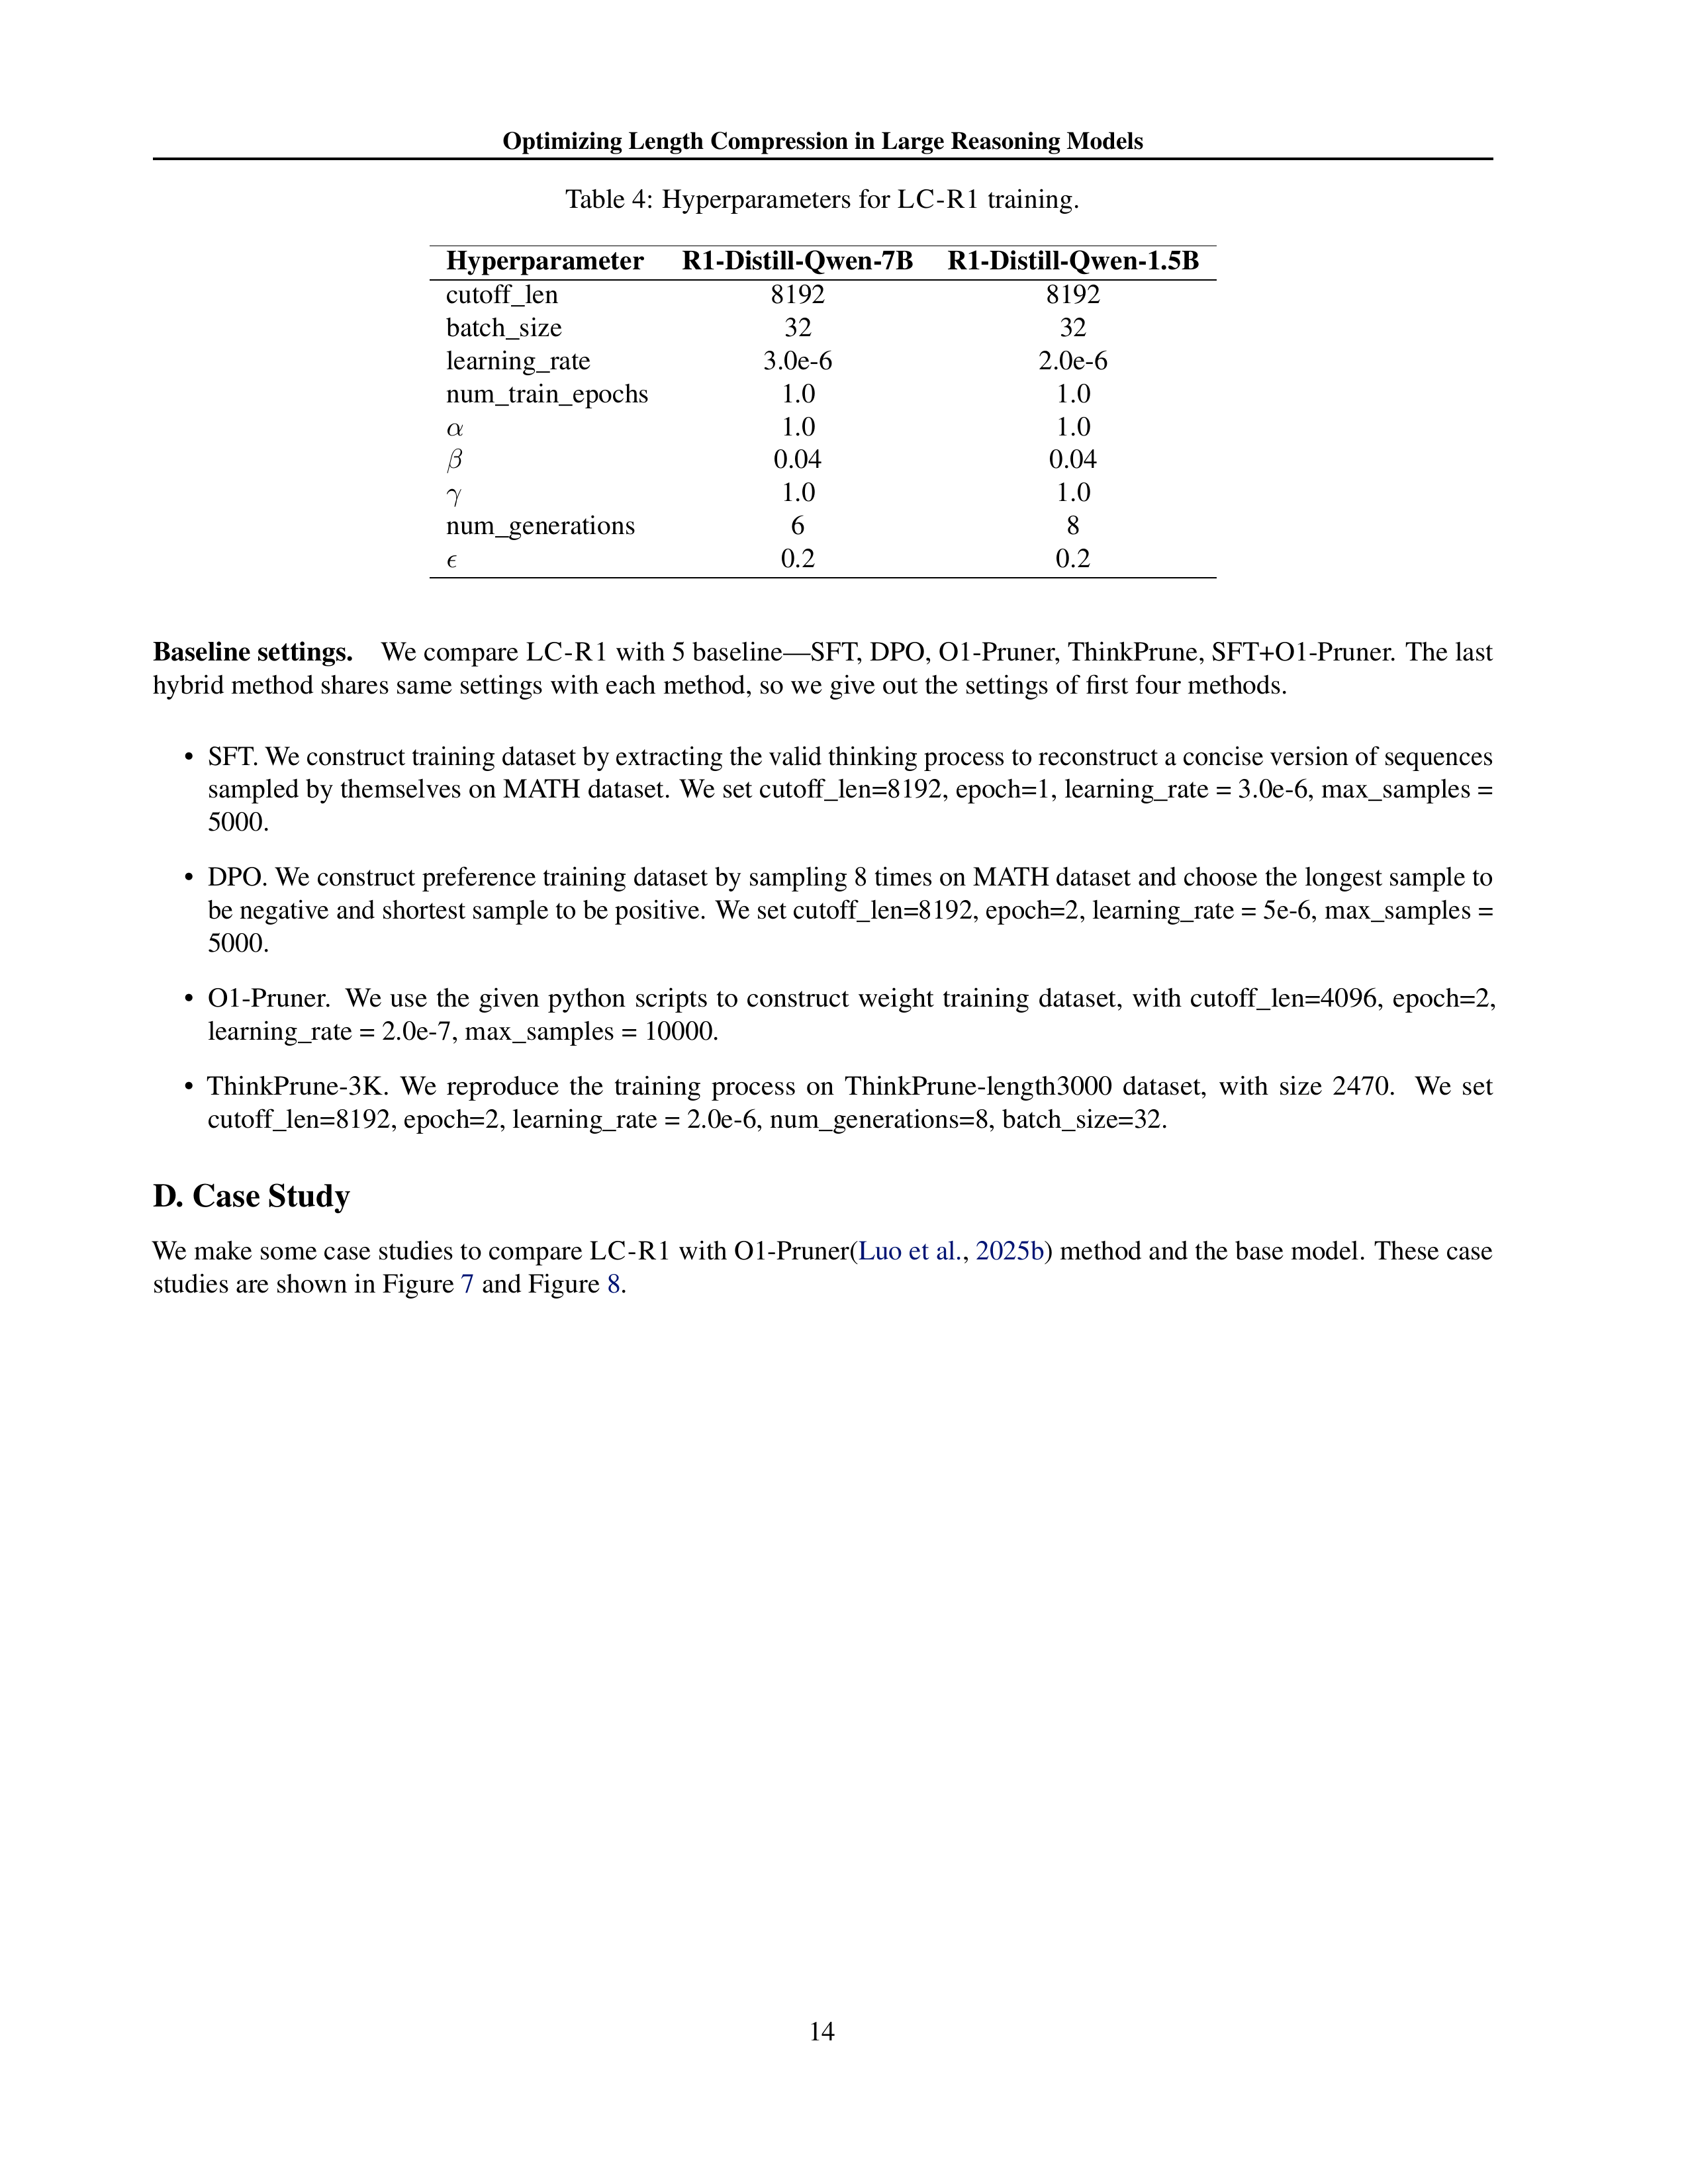 Optimizing Length Compression in Large Reasoning Models
Table 4: Hyperparameters for LC-R1 training.
Hyperparameter R1-Distill-Qwen-7B R1-Distill-Qwen-1.5B
cutoff_len 8192 8192
batch_size 32 32
learning_rate 3.0e-6 2.0e-6
num_train_epochs 1.0 1.0
α 1.0 1.0
β 0.04 0.04
γ 1.0 1.0
num_generations 6 8
ϵ 0.2 0.2
Baseline settings. We compare LC-R1 with 5 baseline—SFT, DPO, O1-Pruner, ThinkPrune, SFT+O1-Pruner. The last
hybrid method shares same settings with each method, so we give out the settings of first four methods.
• SFT. We construct training dataset by extracting the valid thinking process to reconstruct a concise version of sequences
sampled by themselves on MATH dataset. We set cutoff_len=8192, epoch=1, learning_rate = 3.0e-6, max_samples =
5000.
• DPO. We construct preference training dataset by sampling 8 times on MATH dataset and choose the longest sample to
be negative and shortest sample to be positive. We set cutoff_len=8192, epoch=2, learning_rate = 5e-6, max_samples =
5000.
• O1-Pruner. We use the given python scripts to construct weight training dataset, with cutoff_len=4096, epoch=2,
learning_rate = 2.0e-7, max_samples = 10000.
• ThinkPrune-3K. We reproduce the training process on ThinkPrune-length3000 dataset, with size 2470. We set
cutoff_len=8192, epoch=2, learning_rate = 2.0e-6, num_generations=8, batch_size=32.
D. Case Study
We make some case studies to compare LC-R1 with O1-Pruner(Luo et al., 2025b) method and the base model. These case
studies are shown in Figure 7 and Figure 8.
14